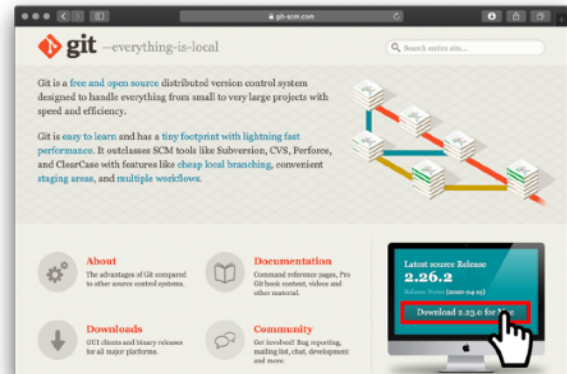 git-scm.com
git --everything-is-local
Search entire site...
Git is a free and open source distributed version control system
designed to handle everything from small to very large projects with
speed and efficiency.
Git is easy to learn and has a tiny footprint with lightning fast
performance. It outclasses SCM tools like Subversion, CVS, Perforce,
and ClearCase with features like cheap local branching, convenient
staging areas, and multiple workflows.
About
The advantages of Git compared
to other source control systems.
Documentation
Command reference pages, Pro
Git book content, videos and
other material.
Downloads
GUI clients and binary releases
for all major platforms.
Community
Get involved! Bug reporting,
mailing list, chat, development
and more.
Latest source Release
2.26.2
Release Notes (2020-04-15)
Download 2.23.0 for